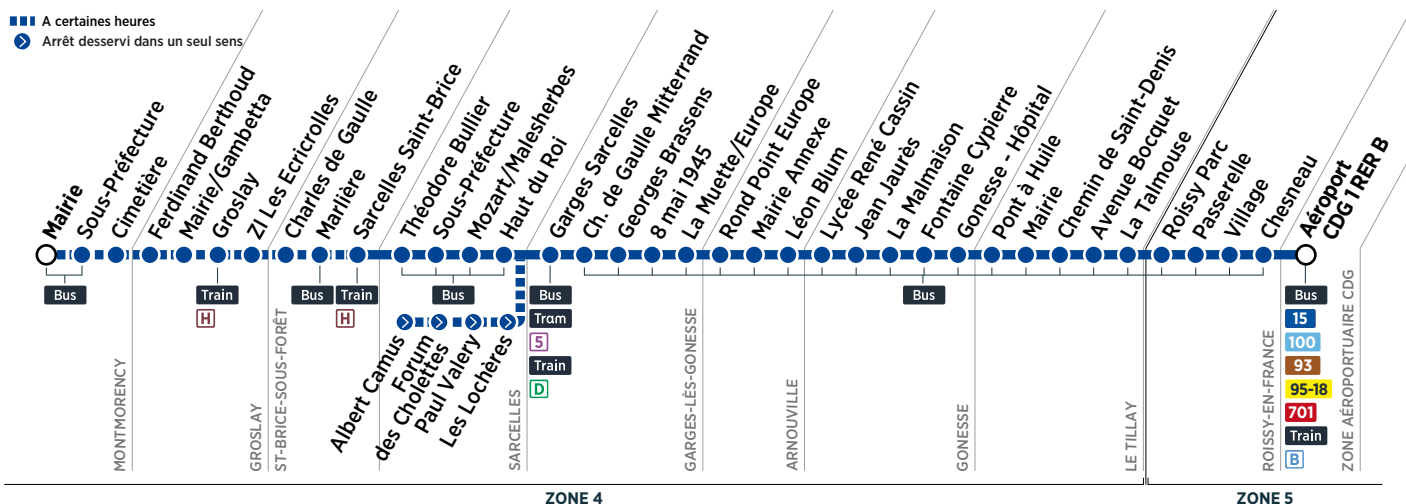 A certaines heures
Arrêt desservi dans un seul sens
Mairie
Sous-Préfecture
Cimetière
Ferdinand Berthoud
Mairie/Gambetta
Groslay
ZI Les Ecricrolles
Charles de Gaulle
Marlière
Sarcelles Saint-Brice
Théodore Bullier
Sous-Préfecture
Mozart/Malesherbes
Haut du Roi
Garges Sarcelles
Ch. de Gaulle Mitterrand
Georges Brassens
8 mai 1945
La Muette/Europe
Rond Point Europe
Mairie Annexe
Léon Blum
Lycée René Cassin
Jean Jaurès
La Malmaison
Fontaine Cypierre
Gonesse - Hôpital
Pont à Huile
Mairie
Chemin de Saint-Denis
Avenue Bocquet
La Talmouse
Roissy Parc
Passerelle
Village
Chesneau
Aéroport
CDG 1 RER B
Bus
Train
H
Bus
Train
H
Bus
Bus
Tram
5
Train
D
Bus
Bus
15
100
93
95-18
701
Train
B
Albert Camus
Forum
des Cholettes
Paul Valery
Les Lochères
MONTMORENCY
GROSLAY
ST-BRICE-SOUS-FORÊT
SARCELLES
GARGES-LÈS-GONESSE
ARNOUVILLE
GONESSE
LE TILLAY
ROISSY-EN-FRANCE
ZONE AÉROPORTUAIRE CDG
ZONE 4
ZONE 5